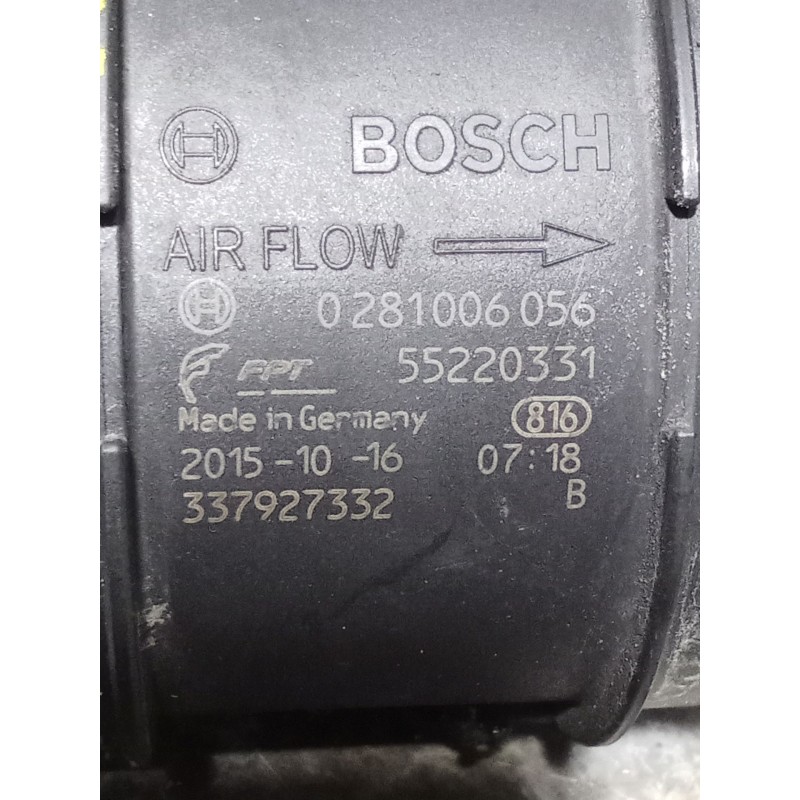 BOSCH
AIR FLOW
0 281 006 056
FPT 55220331
Made in Germany 816
2015-10-16 07:18
337927332 B